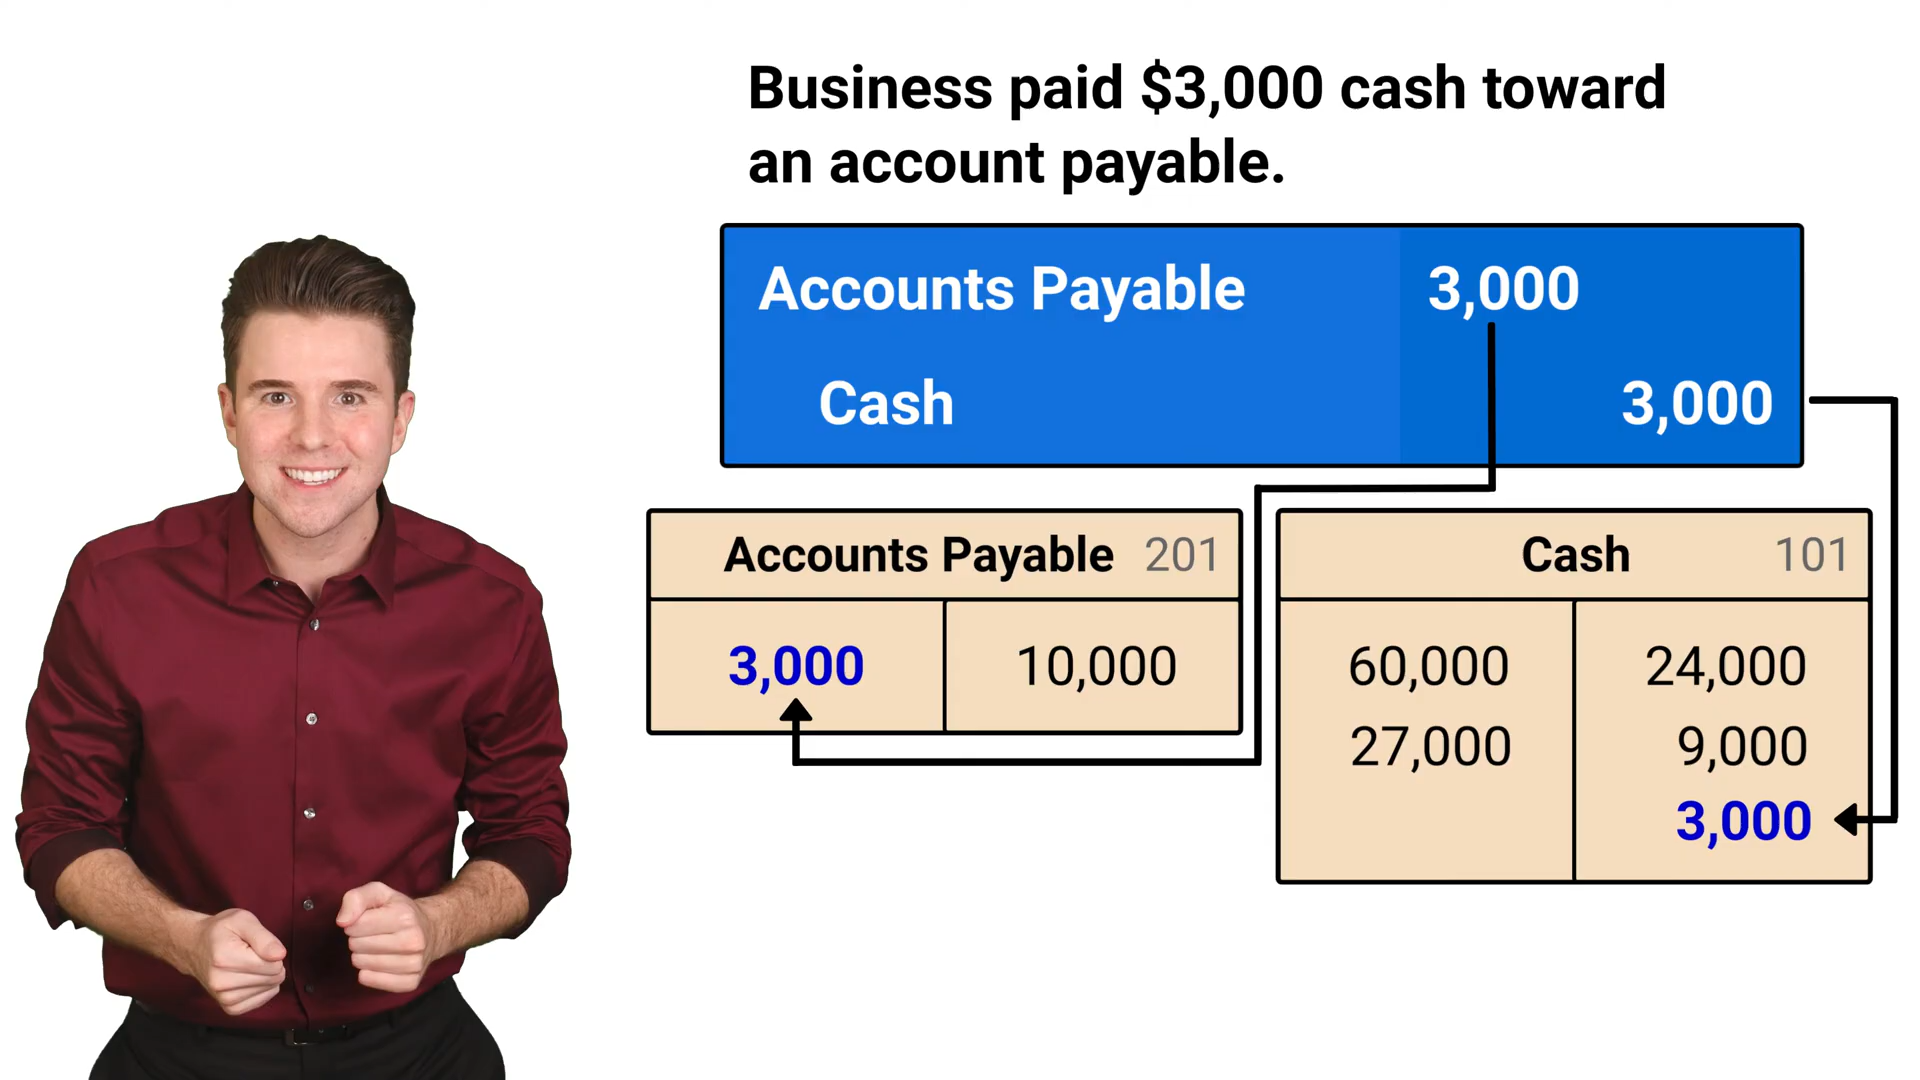 Business paid $3,000 cash toward
an account payable.
Accounts Payable 3,000
Cash 3,000
Accounts Payable 201
3,000 10,000
Cash 101
60,000 24,000
27,000 9,000
3,000